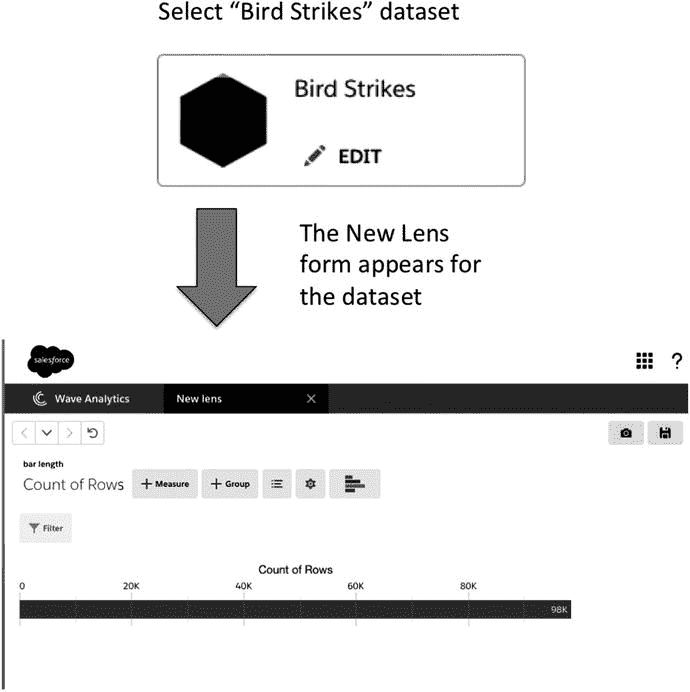 Select “Bird Strikes” dataset
Bird Strikes
EDIT
The New Lens
form appears for
the dataset
salesforce
?
Wave Analytics
New lens
bar length
Count of Rows
+ Measure
+ Group
Filter
Count of Rows
0 20K 40K 60K 80K
98K